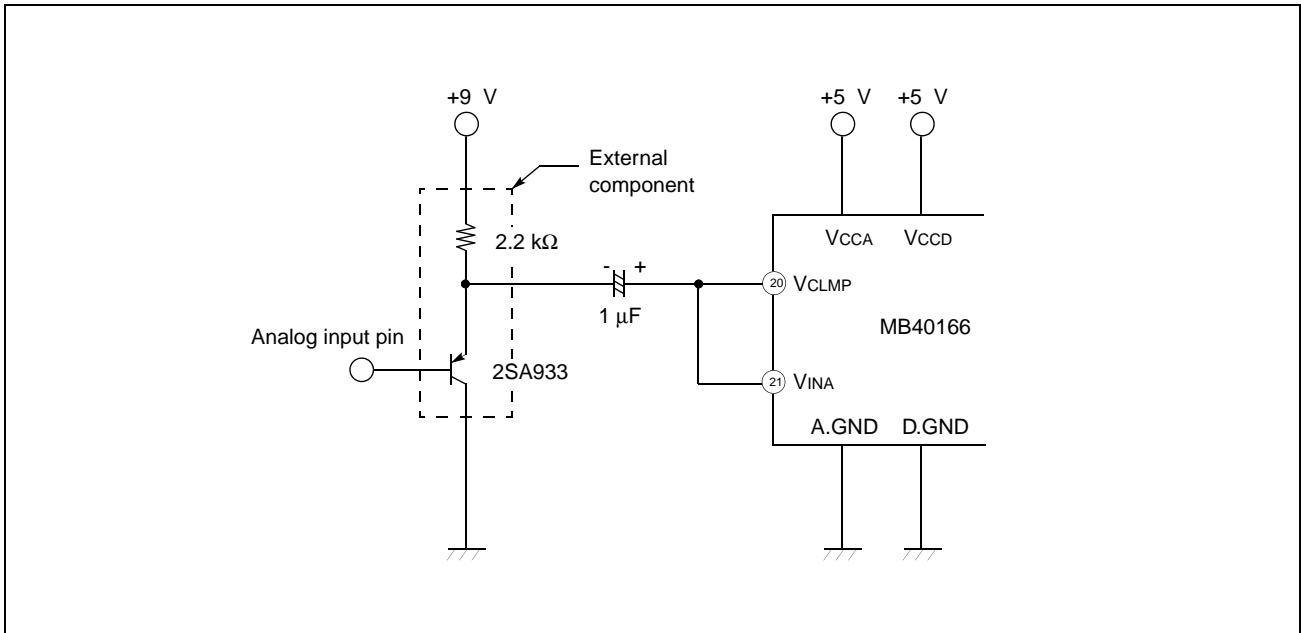 +9 V
+5 V
+5 V
External
component
VCCA
VCCD
2.2 kΩ
- +
20
VCLMP
1 µF
MB40166
Analog input pin
2SA933
21
VINA
A.GND
D.GND